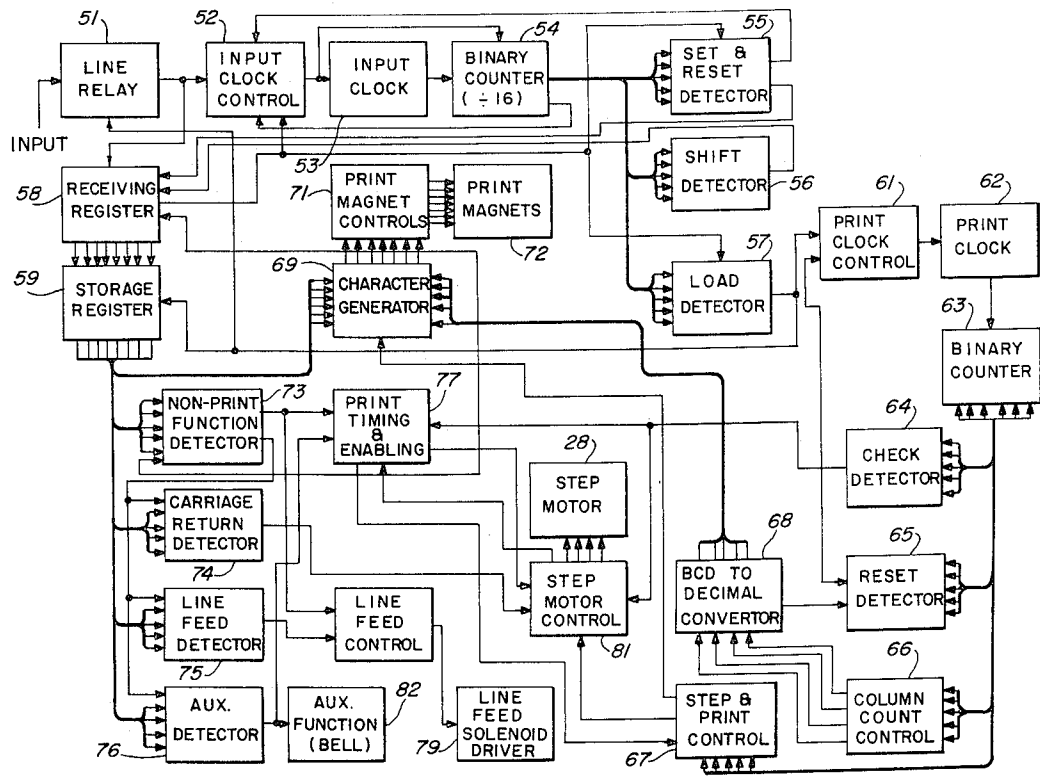 51
LINE
RELAY
INPUT
52
INPUT
CLOCK
CONTROL
INPUT
CLOCK
53
54
BINARY
COUNTER
( ÷ 16)
55
SET &
RESET
DETECTOR
SHIFT
DETECTOR
56
57
LOAD
DETECTOR
58
RECEIVING
REGISTER
59
STORAGE
REGISTER
71
PRINT
MAGNET
CONTROLS
PRINT
MAGNETS
72
69
CHARACTER
GENERATOR
61
PRINT
CLOCK
CONTROL
62
PRINT
CLOCK
63
BINARY
COUNTER
64
CHECK
DETECTOR
65
RESET
DETECTOR
66
COLUMN
COUNT
CONTROL
73
NON-PRINT
FUNCTION
DETECTOR
CARRIAGE
RETURN
DETECTOR
74
LINE
FEED
DETECTOR
75
AUX.
DETECTOR
76
77
PRINT
TIMING
&
ENABLING
LINE
FEED
CONTROL
AUX.
FUNCTION
(BELL)
82
LINE
FEED
SOLENOID
DRIVER
79
28
STEP
MOTOR
STEP
MOTOR
CONTROL
81
68
BCD TO
DECIMAL
CONVERTOR
STEP &
PRINT
CONTROL
67